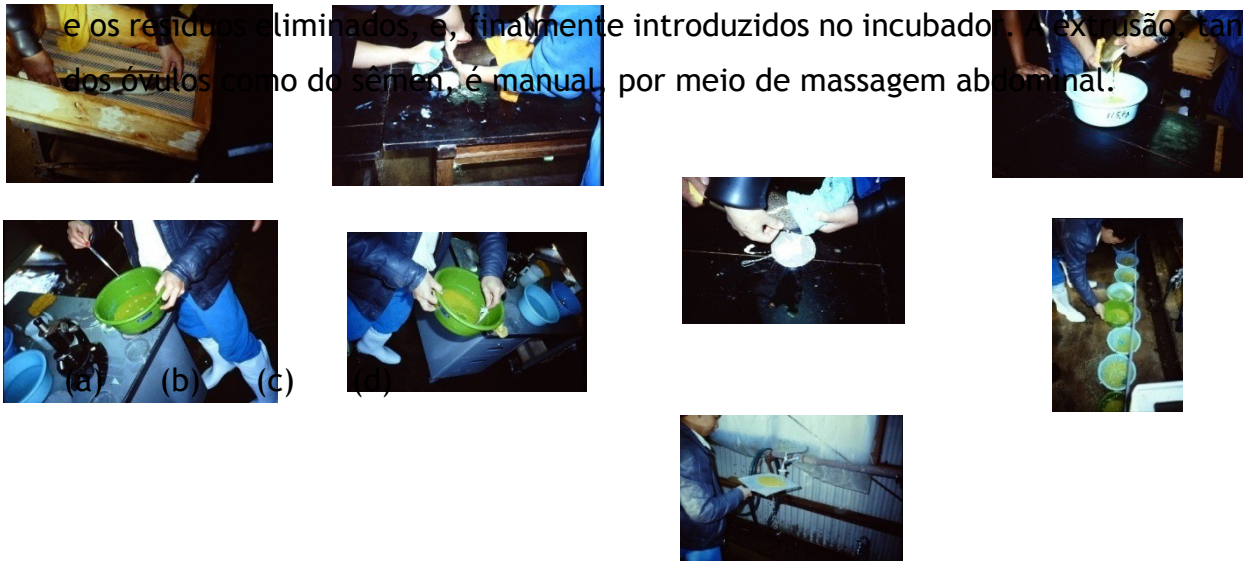 e os resíduos eliminados, e, finalmente introduzidos no incubador. A extrusão, tan
dos óvulos como do sêmen, é manual, por meio de massagem abdominal.
(a) (b) (c) (d)